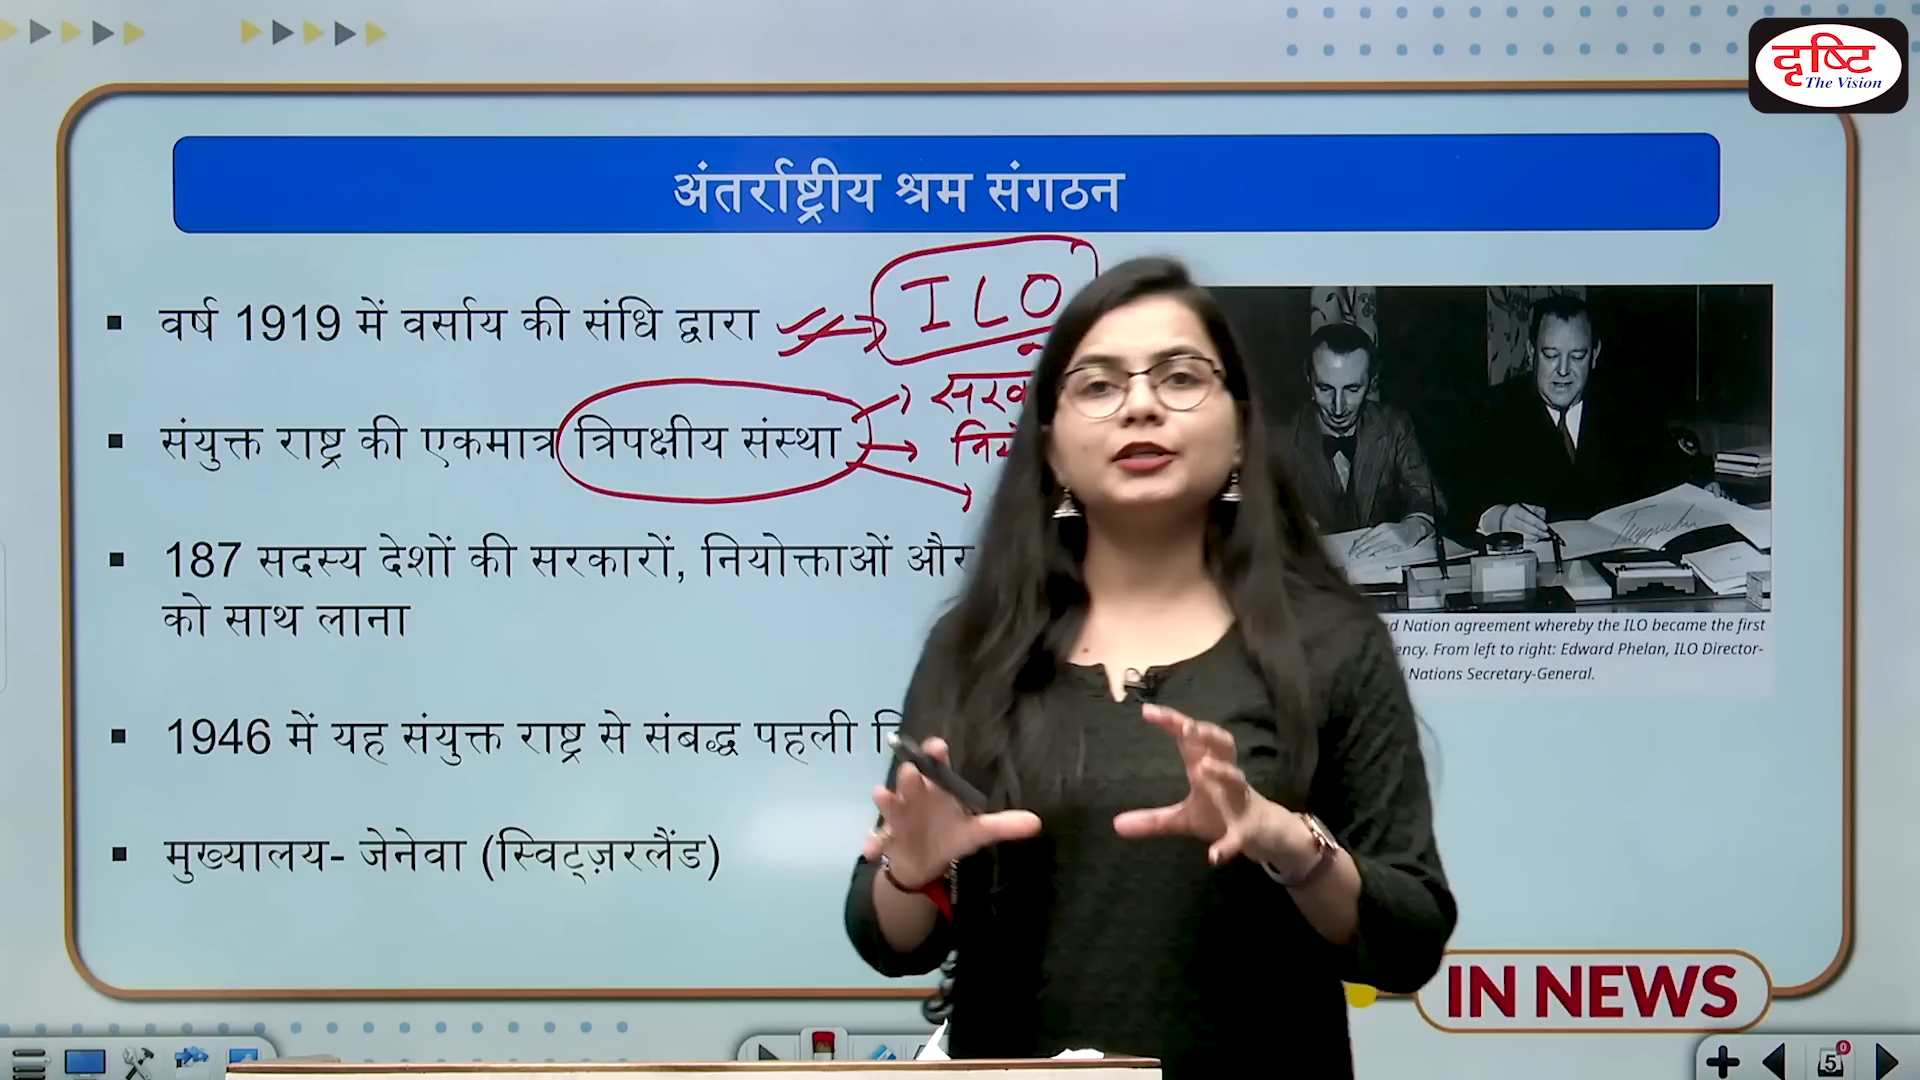 दृष्टि
The Vision
अंतर्राष्ट्रीय श्रम संगठन
वर्ष 1919 में वर्साय की संधि द्वारा
ILO
संयुक्त राष्ट्र की एकमात्र त्रिपक्षीय संस्था
187 सदस्य देशों की सरकारों, नियोक्ताओं और
को साथ लाना
1946 में यह संयुक्त राष्ट्र से संबद्ध पहली
मुख्यालय- जेनेवा (स्विट्ज़रलैंड)
Nation agreement whereby the ILO became the first
From left to right: Edward Phelan, ILO Director-
Nations Secretary-General.
IN NEWS
5
0